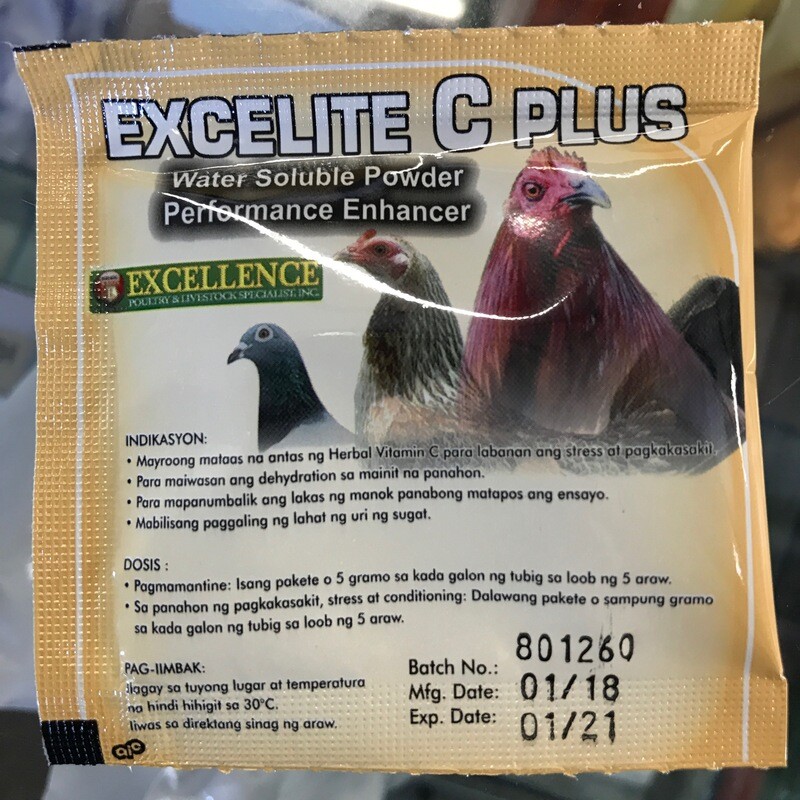 EXCELITE C PLUS
Water Soluble Powder
Performance Enhancer
EXCELLENCE
POULTRY & LIVESTOCK SPECIALIST, INC.
INDIKASYON:
• Mayroong mataas na antas ng Herbal Vitamin C para labanan ang stress at pagkakasakit.
• Para maiwasan ang dehydration sa mainit na panahon.
• Para mapanumbalik ang lakas ng manok panabong matapos ang ensayo.
• Mabilisang paggaling ng lahat ng uri ng sugat.
DOSIS :
• Pagmamantine: Isang pakete o 5 gramo sa kada galon ng tubig sa loob ng 5 araw.
• Sa panahon ng pagkakasakit, stress at conditioning: Dalawang pakete o sampung gramo
sa kada galon ng tubig sa loob ng 5 araw.
PAG-IIMBAK:
Ilagay sa tuyong lugar at temperatura
na hindi hihigit sa 30°C.
Iiwas sa direktang sinag ng araw.
Batch No.: 801260
Mfg. Date: 01/18
Exp. Date: 01/21